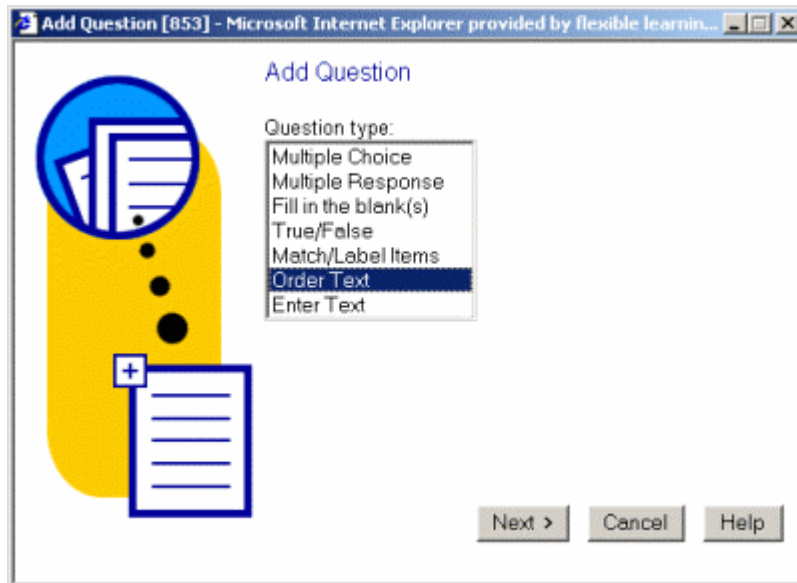 Add Question [853] - Microsoft Internet Explorer provided by flexible learnin...
Add Question
Question type:
Multiple Choice
Multiple Response
Fill in the blank(s)
True/False
Match/Label Items
Order Text
Enter Text
Next >
Cancel
Help